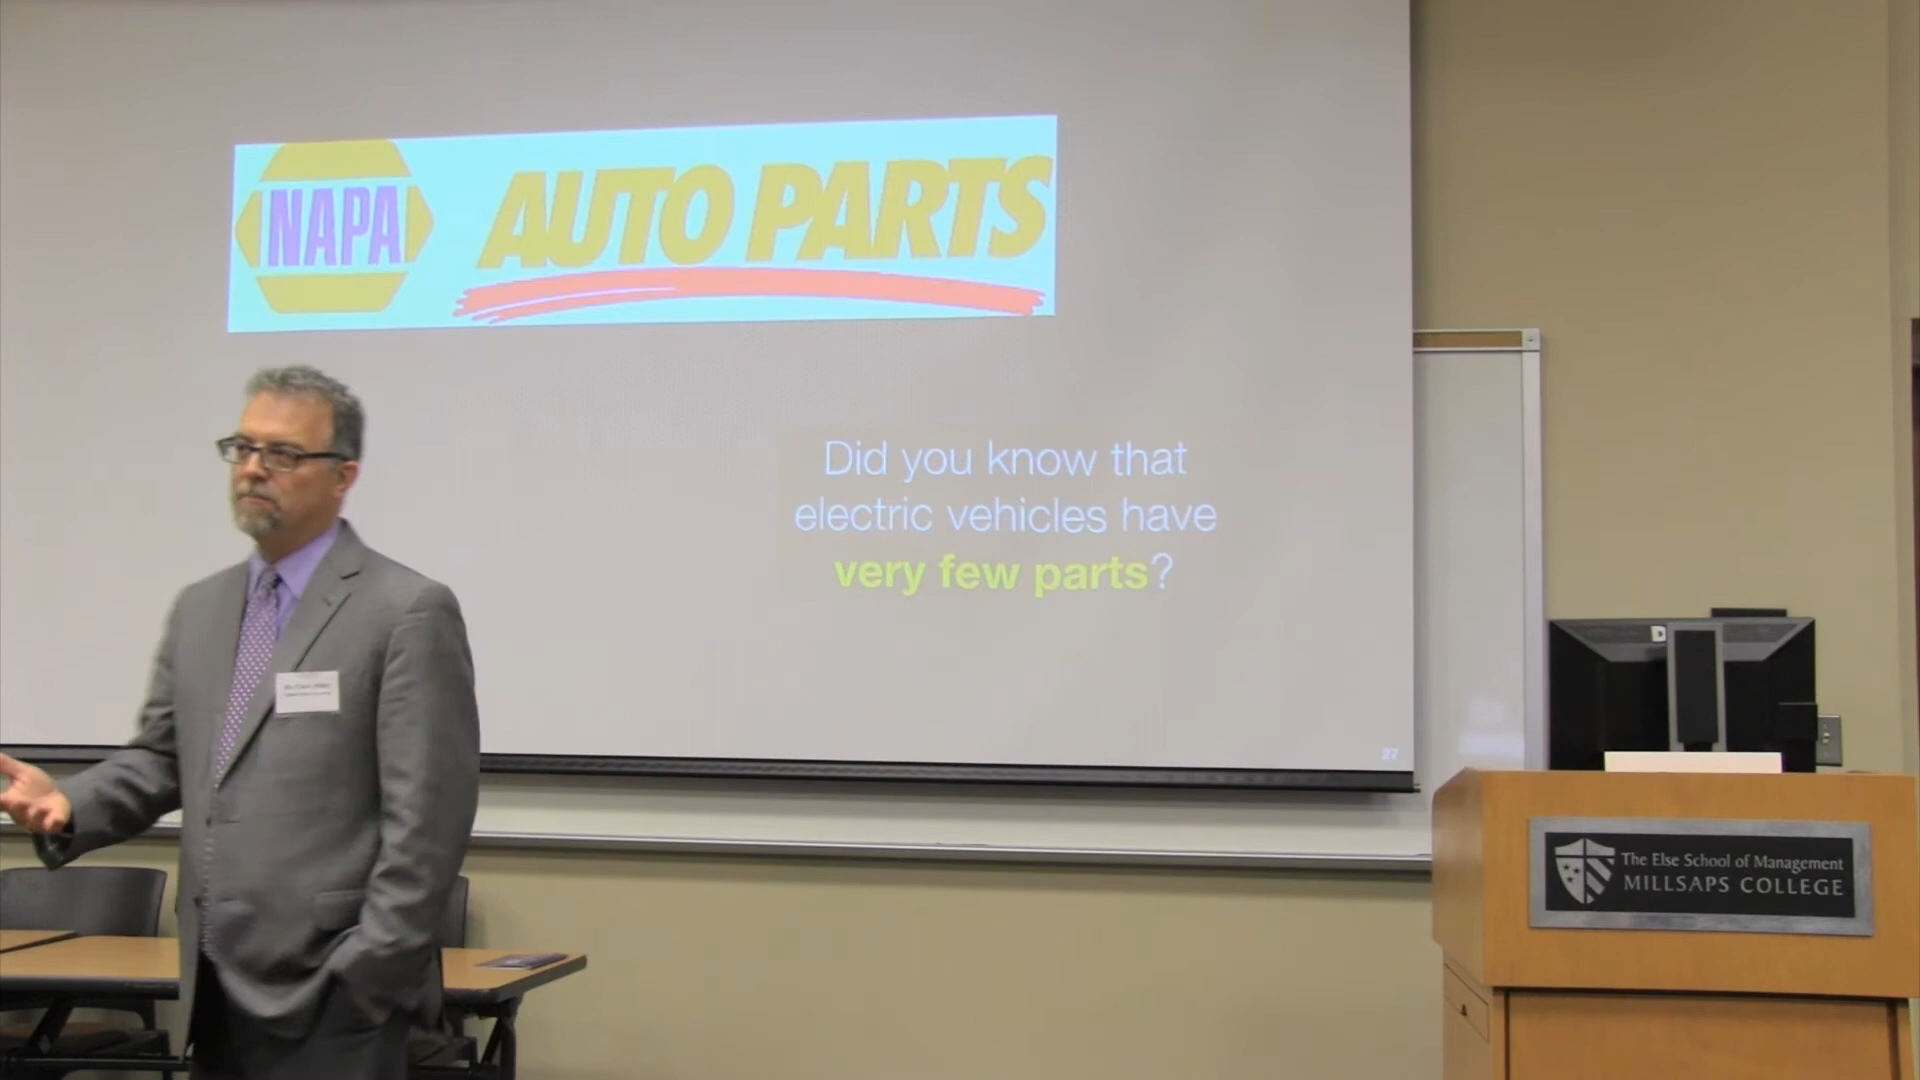 NAPA AUTO PARTS
Did you know that
electric vehicles have
very few parts?
27
The Else School of Management
MILLSAPS COLLEGE